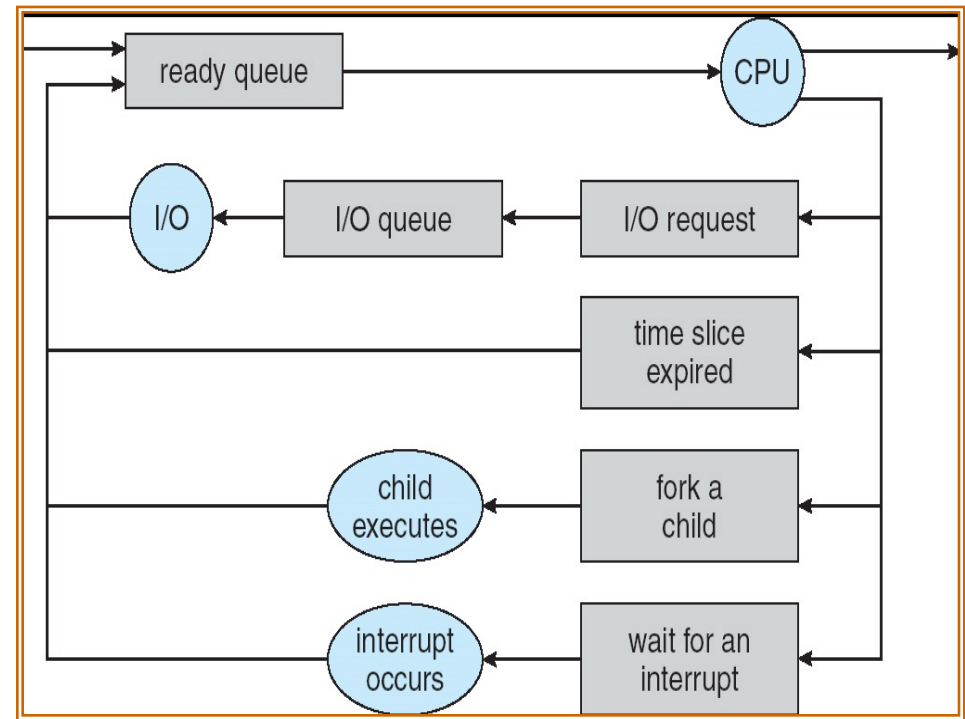 ready queue
CPU
I/O
I/O queue
I/O request
time slice
expired
child
executes
fork a
child
interrupt
occurs
wait for an
interrupt